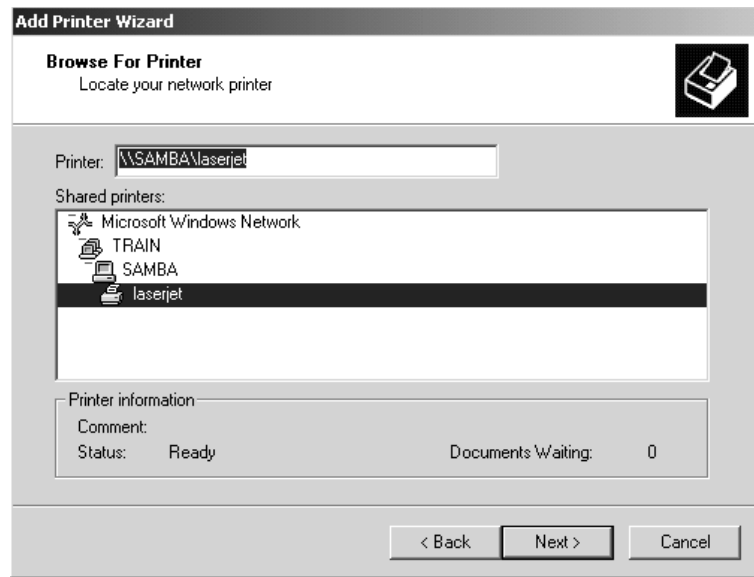 Add Printer Wizard
Browse For Printer
Locate your network printer
Printer: \\SAMBA\laserjet
Shared printers:
Microsoft Windows Network
TRAIN
SAMBA
laserjet
Printer information
Comment:
Status: Ready Documents Waiting: 0
< Back Next > Cancel